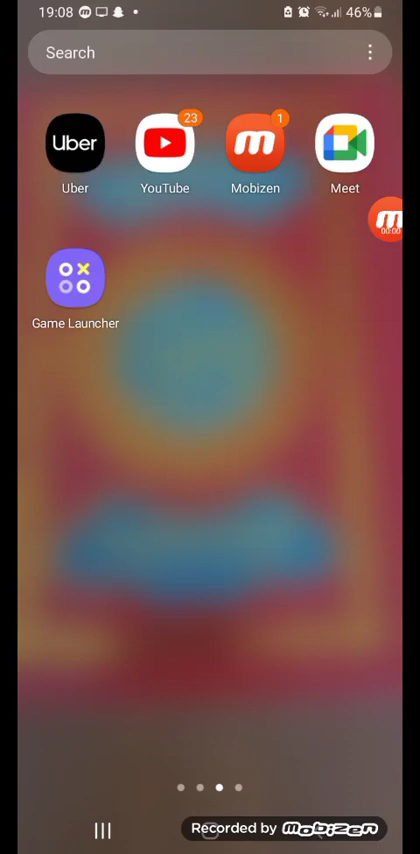 19:08 46%
Search
Uber
23
1
Uber
YouTube
Mobizen
Meet
00:00
Game Launcher
Recorded by mobizen